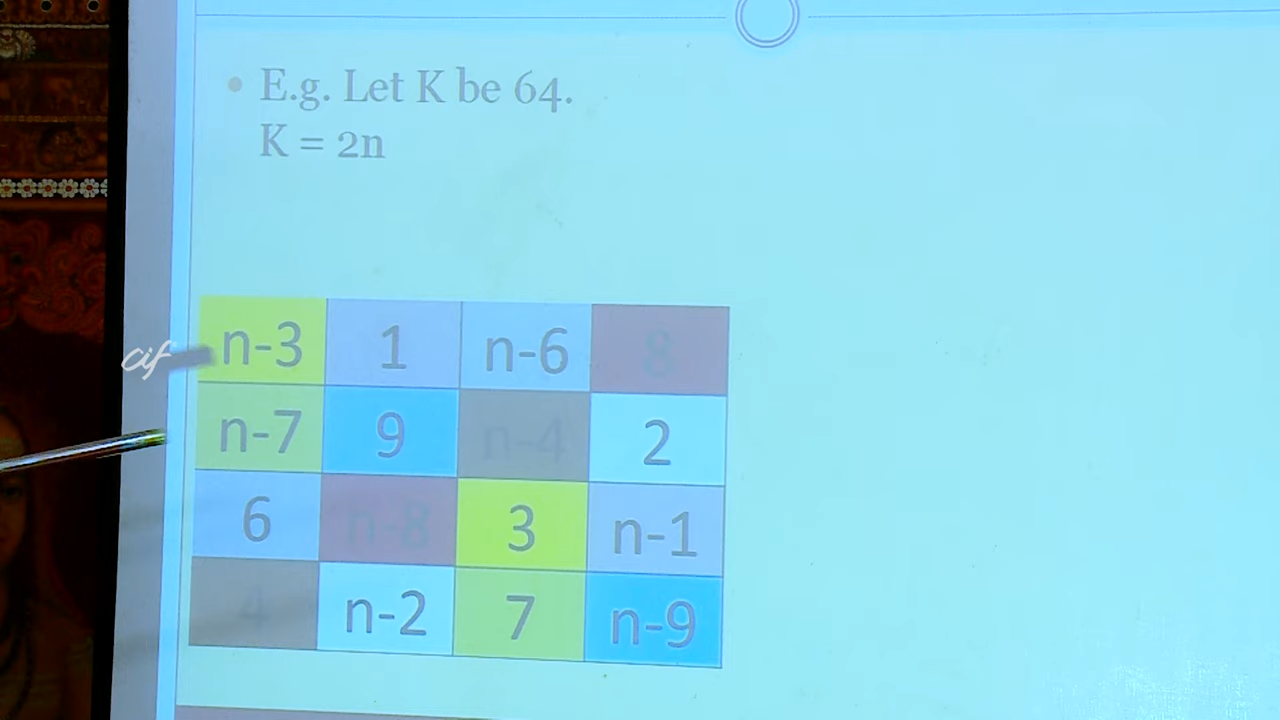 E.g. Let K be 64.
K = 2n
n-3 1 n-6 8
n-7 9 n-4 2
6 n-8 3 n-1
4 n-2 7 n-9
cif